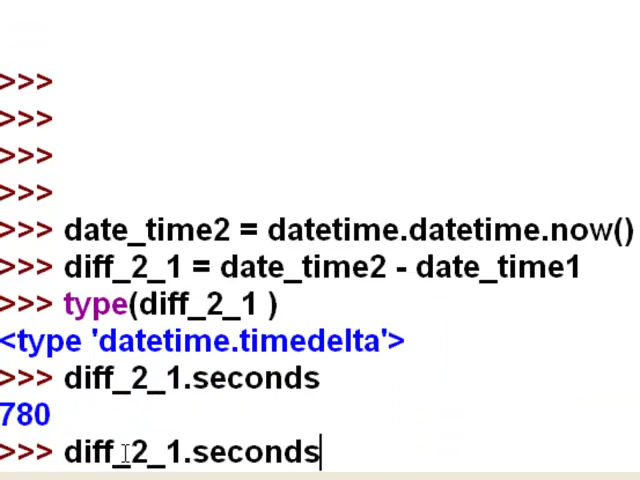 >>>
>>>
>>>
>>>
>>> date_time2 = datetime.datetime.now()
>>> diff_2_1 = date_time2 - date_time1
>>> type(diff_2_1 )
<type 'datetime.timedelta'>
>>> diff_2_1.seconds
780
>>> diff_2_1.seconds